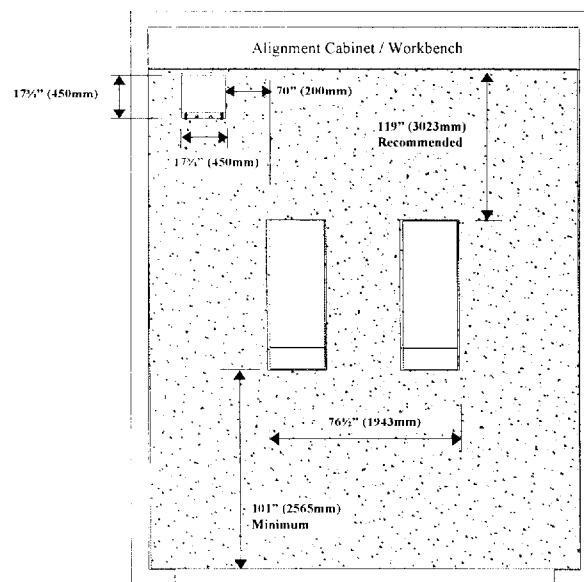 Alignment Cabinet / Workbench
17¾" (450mm)
70" (200mm)
119" (3023mm)
Recommended
17¾" (450mm)
76½" (1943mm)
101" (2565mm)
Minimum